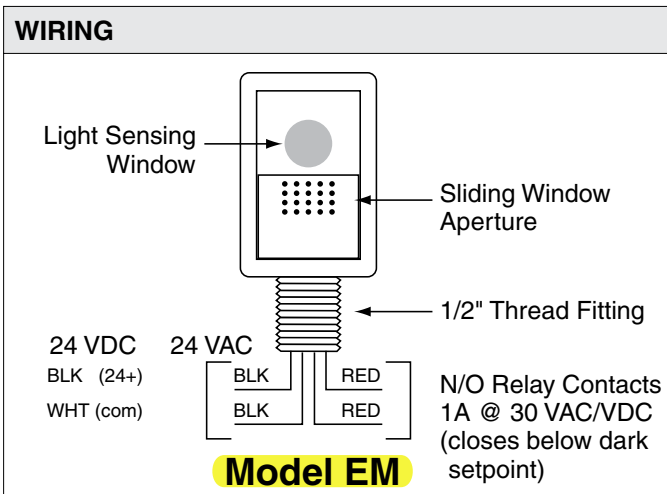 WIRING
Light Sensing
Window
Sliding Window
Aperture
1/2" Thread Fitting
24 VDC 24 VAC
BLK (24+) BLK RED
WHT (com) BLK RED
N/O Relay Contacts
1A @ 30 VAC/VDC
(closes below dark
setpoint)
Model EM